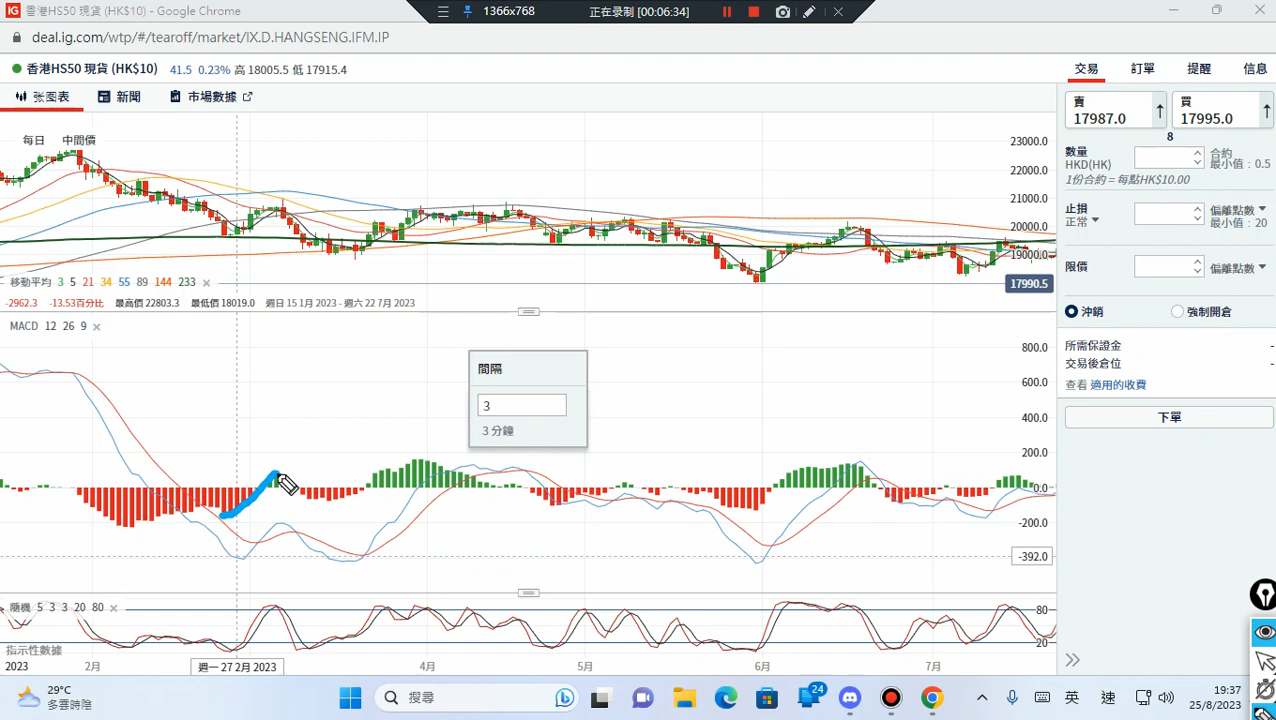 香港HS50 現貨 (HK$10) - Google Chrome
1366x768 正在录制 [00:06:34]
deal.ig.com/wtp/#/tearoff/market/IX.D.HANGSENG.IFM.IP
香港HS50 現貨 (HK$10) 41.5 0.23% 高 18005.5 低 17915.4
张图表 新聞 市場數據
每日 中間價
23000.0
22000.0
21000.0
20000.0
19000.0
17990.5
移動平均 3 5 21 34 55 89 144 233
-2962.3 -13.53百分比 最高價 22803.3 最低價 18019.0 週日 15 1月 2023 - 週六 22 7月 2023
MACD 12 26 9
間隔
3
3 分鐘
800.0
600.0
400.0
200.0
0.0
-200.0
-392.0
隨機 5 3 3 20 80
80
20
指示性數據
2023 2月 週一 27 2月 2023 4月 5月 6月 7月
交易 訂單 提醒 信息
賣 17987.0
買 17995.0
8
數量
HKD(HK)
合約
最小值 : 0.5
1份合約 = 每點HK$10.00
止損
正常
偏離點數
最小值 : 20
限價
偏離點數
沖銷 強制開倉
所需保證金 -
交易後倉位 -
查看 適用的收費
下單
29°C
多雲時陰
搜尋
24
英 速
19:37
25/8/2023